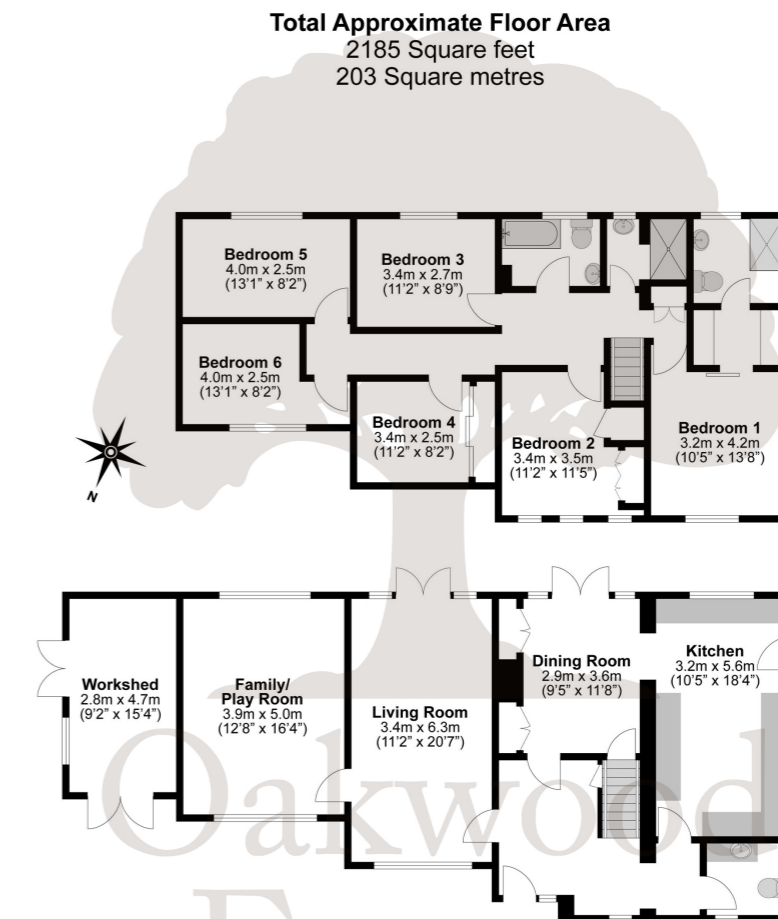 Total Approximate Floor Area
2185 Square feet
203 Square metres
Bedroom 5
4.0m x 2.5m
(13'1" x 8'2")
Bedroom 3
3.4m x 2.7m
(11'2" x 8'9")
Bedroom 6
4.0m x 2.5m
(13'1" x 8'2")
Bedroom 4
3.4m x 2.5m
(11'2" x 8'2")
Bedroom 2
3.4m x 3.5m
(11'2" x 11'5")
Bedroom 1
3.2m x 4.2m
(10'5" x 13'8")
N
Workshed
2.8m x 4.7m
(9'2" x 15'4")
Family/
Play Room
3.9m x 5.0m
(12'8" x 16'4")
Living Room
3.4m x 6.3m
(11'2" x 20'7")
Dining Room
2.9m x 3.6m
(9'5" x 11'8")
Kitchen
3.2m x 5.6m
(10'5" x 18'4")
Oakwood